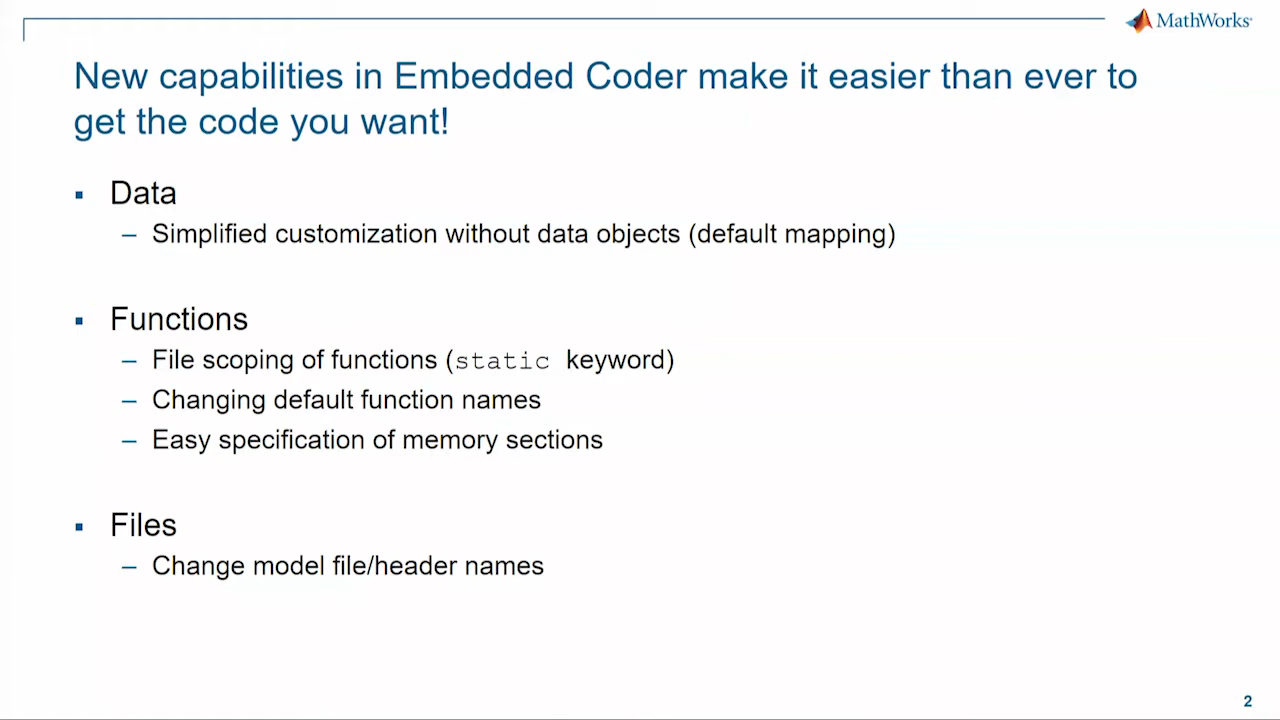 MathWorks
New capabilities in Embedded Coder make it easier than ever to
get the code you want!
▪ Data
– Simplified customization without data objects (default mapping)
▪ Functions
– File scoping of functions (static keyword)
– Changing default function names
– Easy specification of memory sections
▪ Files
– Change model file/header names
2